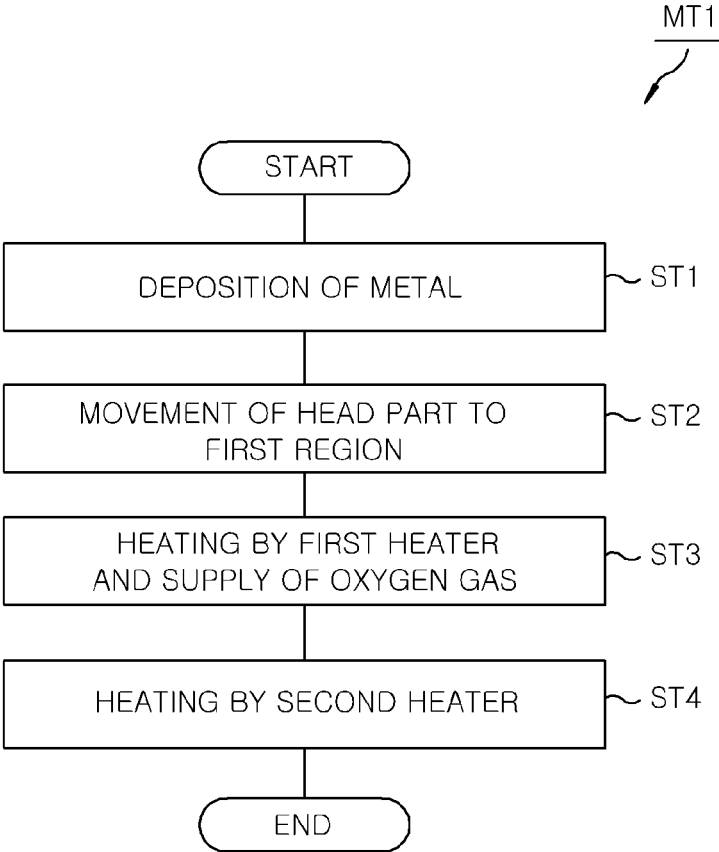 MT1
START
DEPOSITION OF METAL
ST1
MOVEMENT OF HEAD PART TO
FIRST REGION
ST2
HEATING BY FIRST HEATER
AND SUPPLY OF OXYGEN GAS
ST3
HEATING BY SECOND HEATER
ST4
END